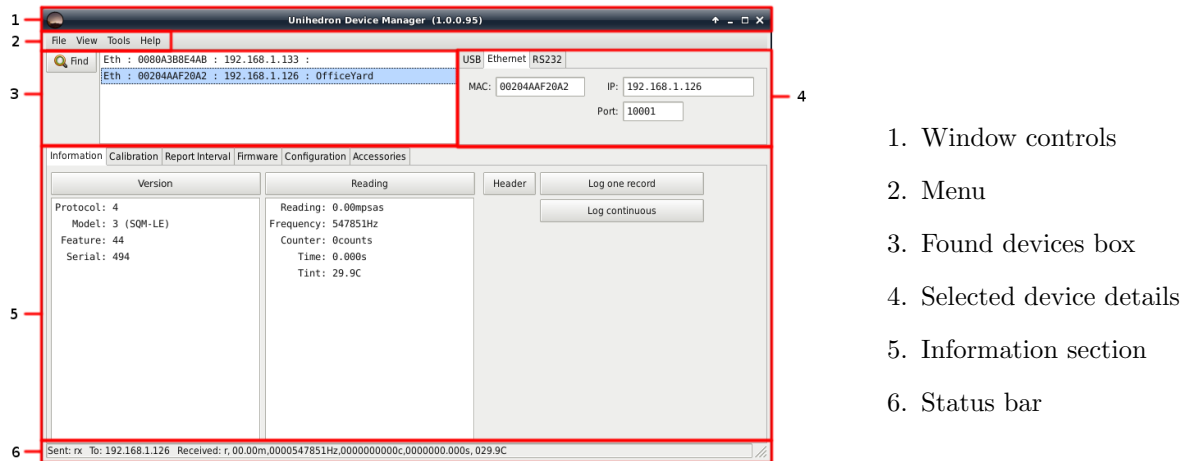 1
Unihedron Device Manager (1.0.0.95)
2
File View Tools Help
Find
Eth : 0080A3B8E4AB : 192.168.1.133 :
Eth : 00204AAF20A2 : 192.168.1.126 : OfficeYard
3
USB Ethernet RS232
MAC: 00204AAF20A2 IP: 192.168.1.126
Port: 10001
4
Information Calibration Report Interval Firmware Configuration Accessories
Version
Protocol: 4
Model: 3 (SQM-LE)
Feature: 44
Serial: 494
Reading
Reading: 0.00mpsas
Frequency: 547851Hz
Counter: 0counts
Time: 0.000s
Tint: 29.9C
Header
Log one record
Log continuous
5
6
Sent: rx To: 192.168.1.126 Received: r, 00.00m,0000547851Hz,0000000000c,0000000.000s, 029.9C
1. Window controls
2. Menu
3. Found devices box
4. Selected device details
5. Information section
6. Status bar